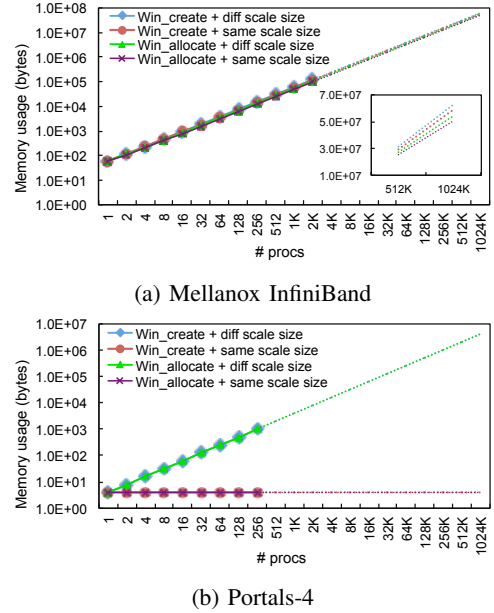 1.0E+08
1.0E+07
1.0E+06
1.0E+05
1.0E+04
1.0E+03
1.0E+02
1.0E+01
1.0E+00
Memory usage (bytes)
Win_create + diff scale size
Win_create + same scale size
Win_allocate + diff scale size
Win_allocate + same scale size
7.0E+07
5.0E+07
3.0E+07
1.0E+07
512K 1024K
1 2 4 8 16 32 64 128 256 512 1K 2K 4K 8K 16K 32K 64K 128K 256K 512K 1024K
# procs
(a) Mellanox InfiniBand
1.0E+07
1.0E+06
1.0E+05
1.0E+04
1.0E+03
1.0E+02
1.0E+01
1.0E+00
Memory usage (bytes)
Win_create + diff scale size
Win_create + same scale size
Win_allocate + diff scale size
Win_allocate + same scale size
1 2 4 8 16 32 64 128 256 512 1K 2K 4K 8K 16K 32K 64K 128K 256K 512K 1024K
# procs
(b) Portals-4